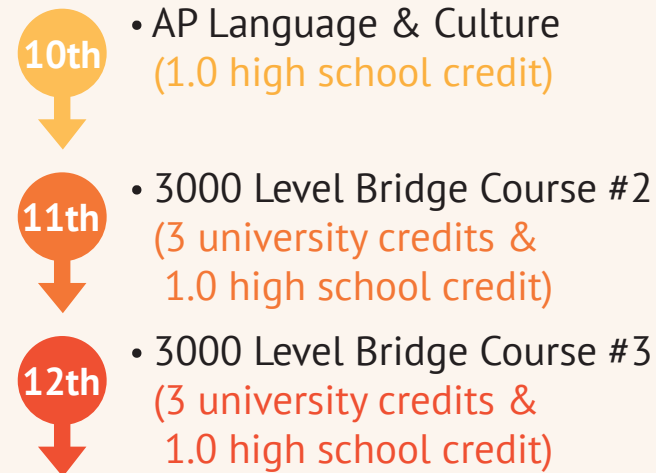 10th
• AP Language & Culture
(1.0 high school credit)
11th
• 3000 Level Bridge Course #2
(3 university credits &
1.0 high school credit)
12th
• 3000 Level Bridge Course #3
(3 university credits &
1.0 high school credit)